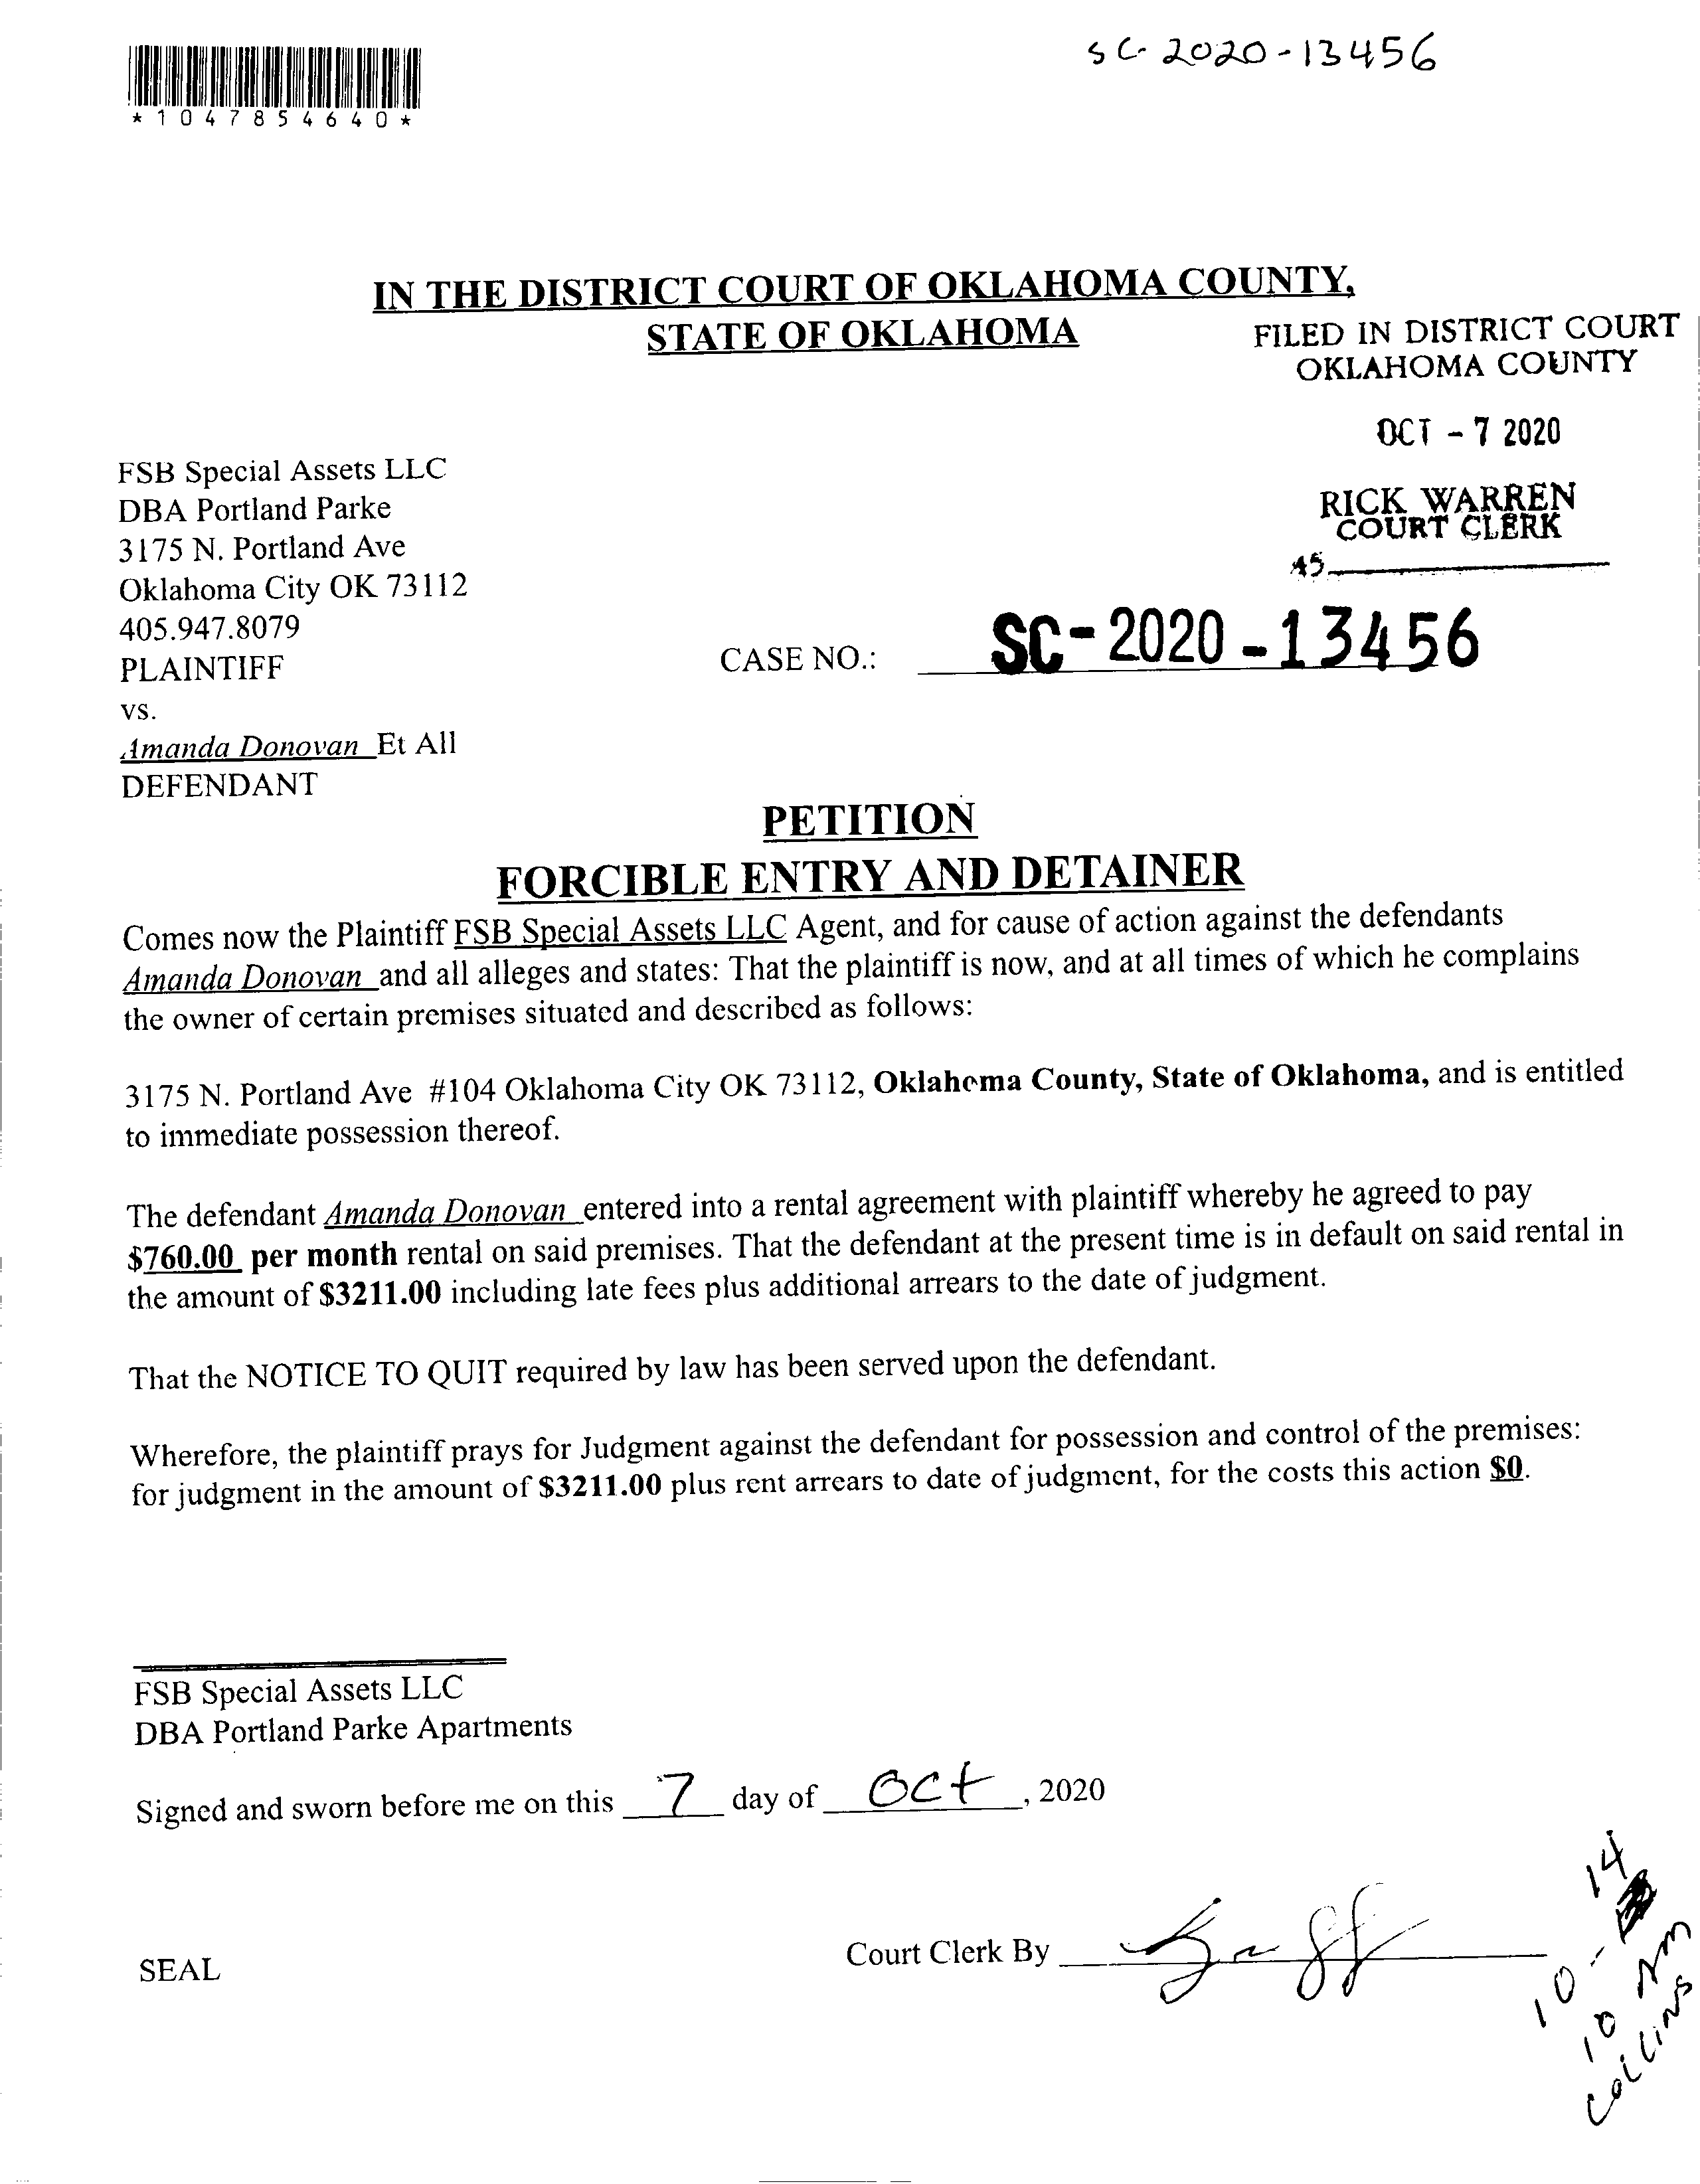 SC-2020-13456
*1047854640*
IN THE DISTRICT COURT OF OKLAHOMA COUNTY,
STATE OF OKLAHOMA
FILED IN DISTRICT COURT
OKLAHOMA COUNTY
OCT - 7 2020
RICK WARREN
COURT CLERK
45
FSB Special Assets LLC
DBA Portland Parke
3175 N. Portland Ave
Oklahoma City OK 73112
405.947.8079
PLAINTIFF
CASE NO.: SC-2020-13456
vs.
Amanda Donovan Et All
DEFENDANT
PETITION
FORCIBLE ENTRY AND DETAINER
Comes now the Plaintiff FSB Special Assets LLC Agent, and for cause of action against the defendants
Amanda Donovan and all alleges and states: That the plaintiff is now, and at all times of which he complains
the owner of certain premises situated and described as follows:
3175 N. Portland Ave #104 Oklahoma City OK 73112, Oklahoma County, State of Oklahoma, and is entitled
to immediate possession thereof.
The defendant Amanda Donovan entered into a rental agreement with plaintiff whereby he agreed to pay
$760.00 per month rental on said premises. That the defendant at the present time is in default on said rental in
the amount of $3211.00 including late fees plus additional arrears to the date of judgment.
That the NOTICE TO QUIT required by law has been served upon the defendant.
Wherefore, the plaintiff prays for Judgment against the defendant for possession and control of the premises:
for judgment in the amount of $3211.00 plus rent arrears to date of judgment, for the costs this action $0.
FSB Special Assets LLC
DBA Portland Parke Apartments
Signed and sworn before me on this 7 day of Oct, 2020
SEAL
Court Clerk By
10-14
10 Am
Collins